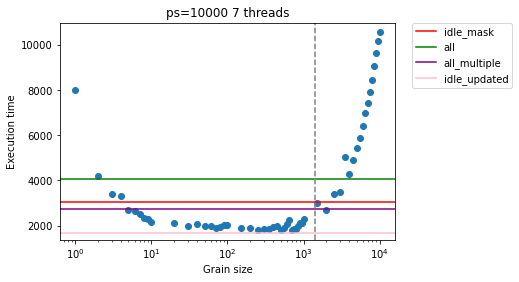 ps=10000 7 threads
10000
8000
6000
4000
2000
Execution time
10⁰
10¹
10²
10³
10⁴
Grain size
idle_mask
all
all_multiple
idle_updated